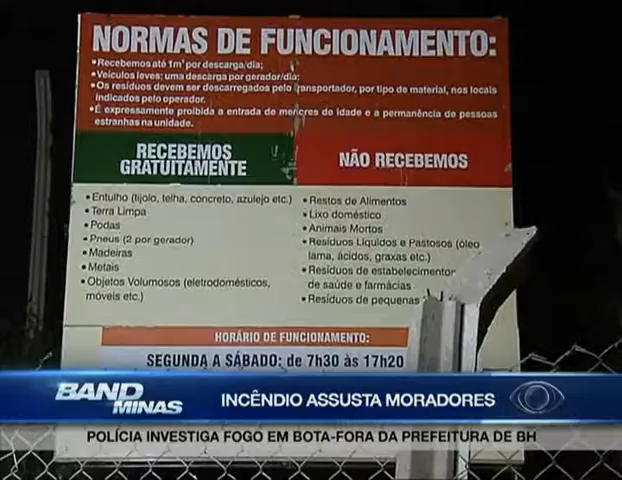 NORMAS DE FUNCIONAMENTO:
•Recebemos até 1m³ por descarga/dia;
•Veículos leves: uma descarga por gerador/dia;
•Os resíduos devem ser descarregados pelo transportador, por tipo de material, nos locais
indicados pelo operador.
•É expressamente proibida a entrada de menores de idade e a permanência de pessoas
estranhas na unidade.
RECEBEMOS
GRATUITAMENTE
• Entulho (tijolo, telha, concreto, azulejo etc.)
• Terra Limpa
• Podas
• Pneus (2 por gerador)
• Madeiras
• Metais
• Objetos Volumosos (eletrodomésticos,
móveis etc.)
NÃO RECEBEMOS
• Restos de Alimentos
• Lixo doméstico
• Animais Mortos
• Resíduos Líquidos e Pastosos (óleo
lama, ácidos, graxas etc.)
• Resíduos de estabelecimentos
de saúde e farmácias
• Resíduos de pequenas
HORÁRIO DE FUNCIONAMENTO:
SEGUNDA A SÁBADO: de 7h30 às 17h20
BAND
MINAS
INCÊNDIO ASSUSTA MORADORES
POLÍCIA INVESTIGA FOGO EM BOTA-FORA DA PREFEITURA DE BH